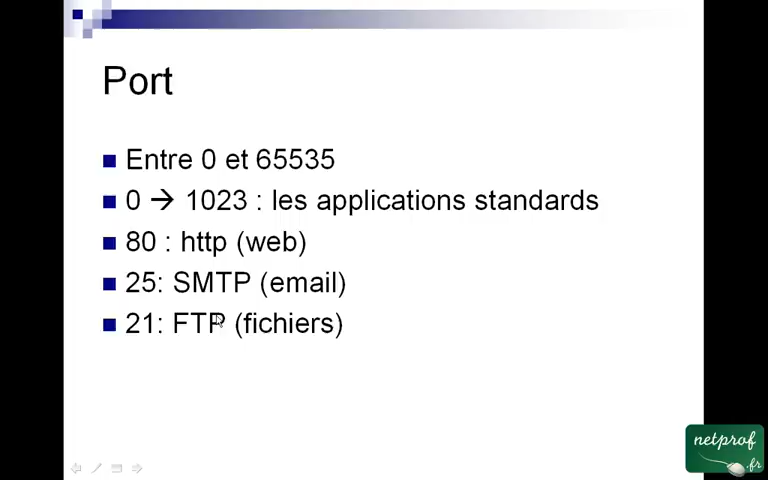 Port
Entre 0 et 65535
0 → 1023 : les applications standards
80 : http (web)
25: SMTP (email)
21: FTP (fichiers)
netprof
.fr